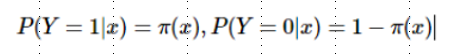 P(Y = 1|x) = π(x), P(Y = 0|x) = 1 − π(x)